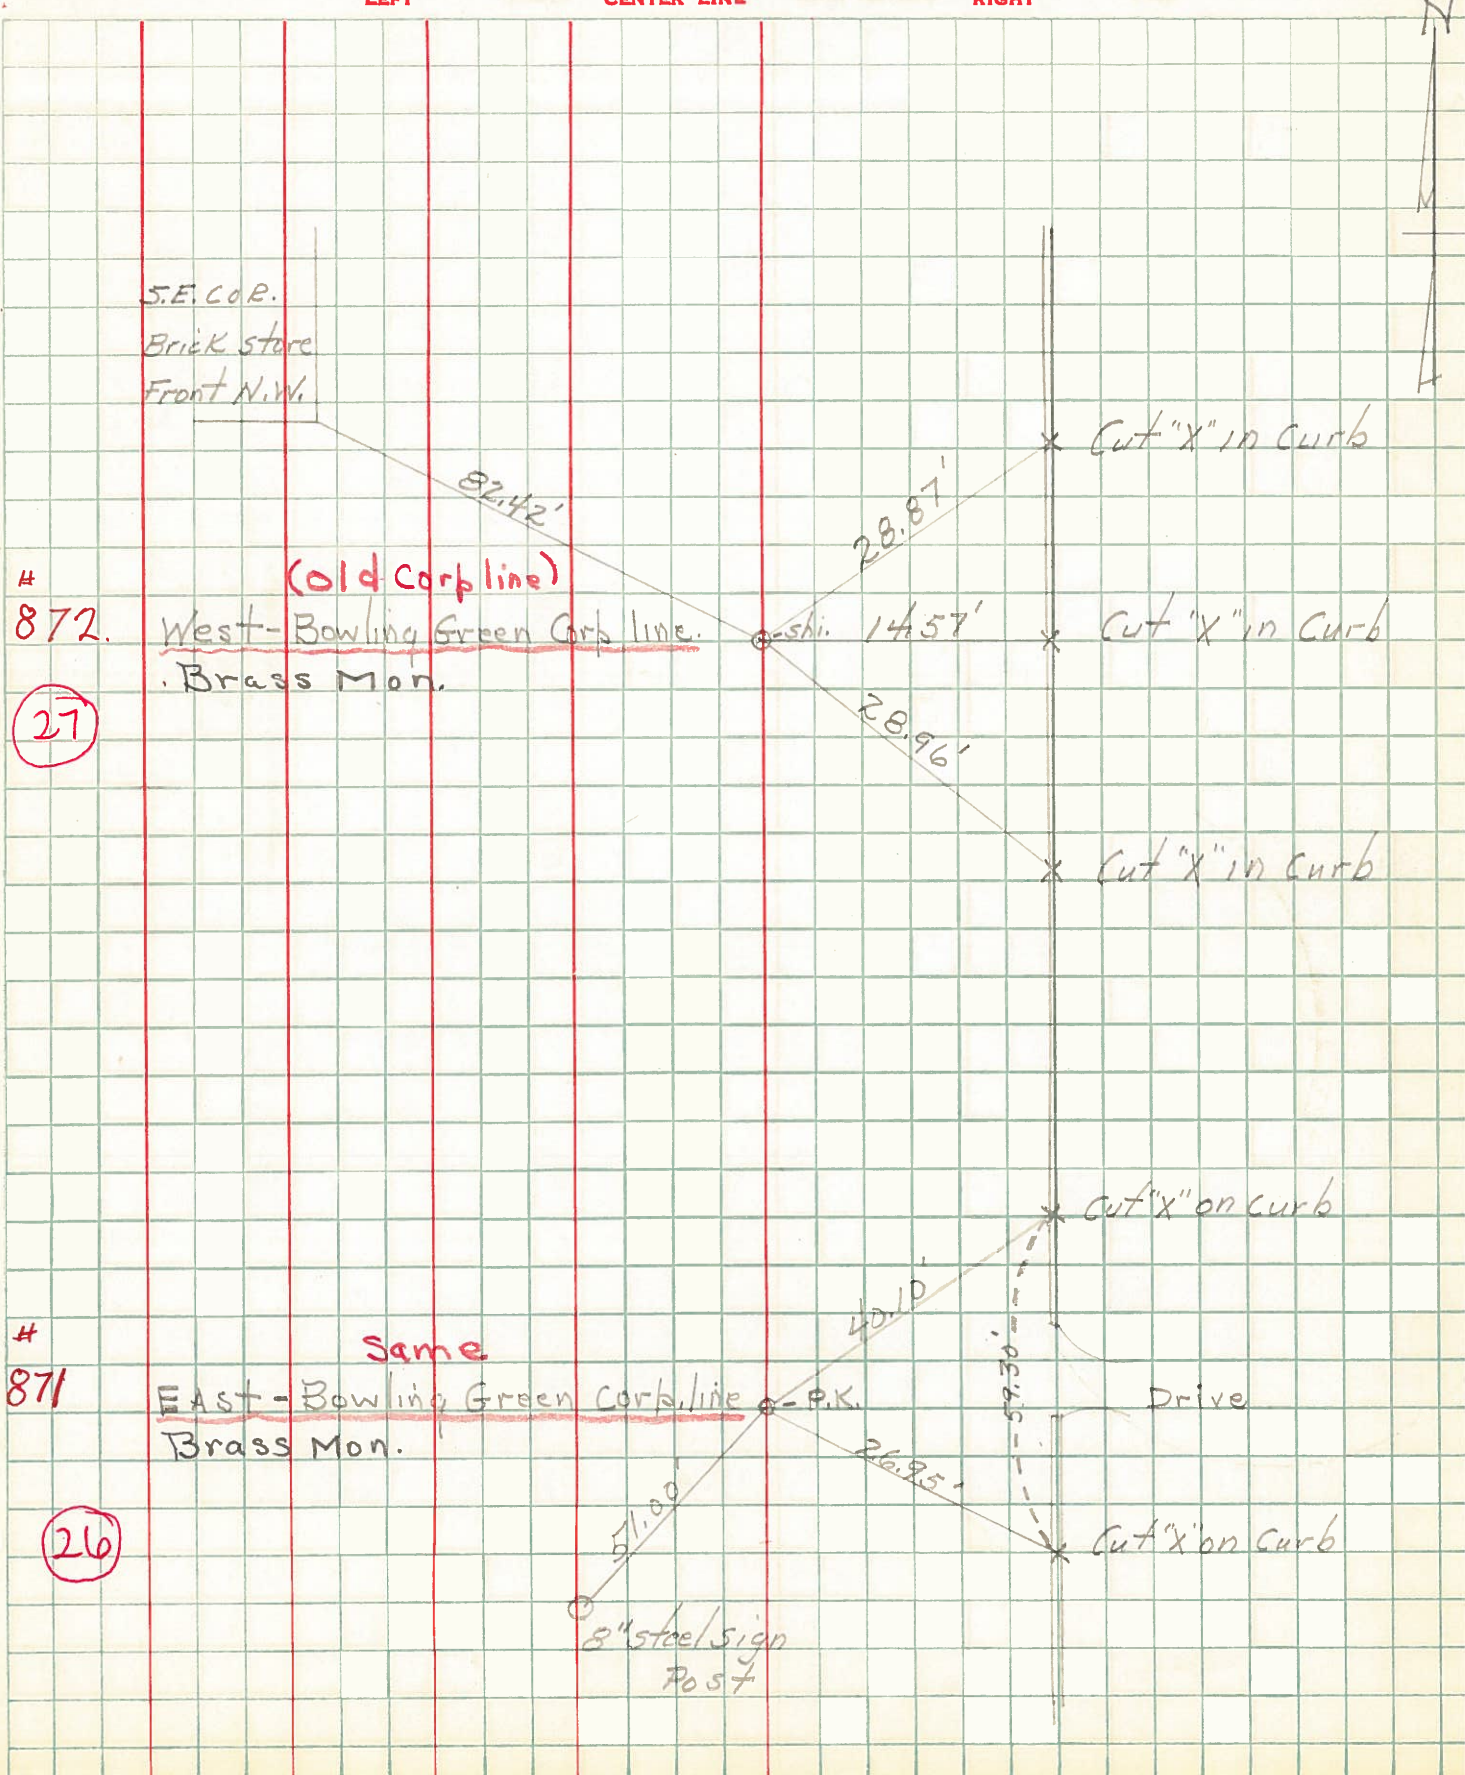 LEFT CENTER LINE RIGHT
N
S.E. COR.
Brick store
Front N.W.
Cut "X" in Curb
82.42'
28.87'
(old Corp line)
#
872. West-Bowling Green Corp line. -shi. 14.57' Cut "X" in Curb
Brass Mon.
27
28.96'
Cut "X" in Curb
Cut "X" on Curb
40.10'
#
Same
59.30'
871 EAst-Bowling Green Corp. line -P.K. Drive
Brass Mon.
26.95'
51.00'
26
Cut "X" on Curb
8" steel sign
Post